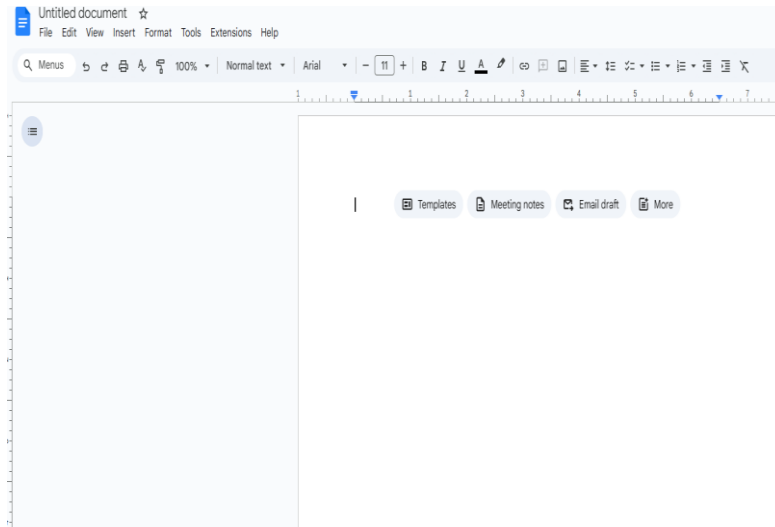 Untitled document
File Edit View Insert Format Tools Extensions Help
Menus 100% Normal text Arial 11 B I U A
1 1 2 3 4 5 6 7
Templates Meeting notes Email draft More